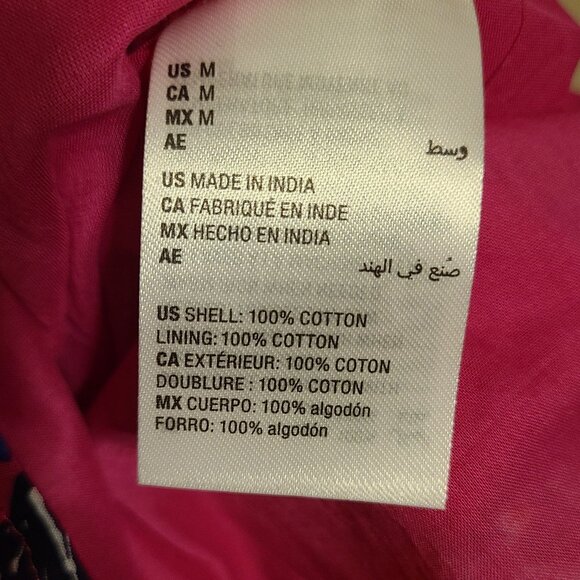 US M
CA M
MX M
AE وسط
US MADE IN INDIA
CA FABRIQUÉ EN INDE
MX HECHO EN INDIA
AE صُنع في الهند
US SHELL: 100% COTTON
LINING: 100% COTTON
CA EXTÉRIEUR: 100% COTON
DOUBLURE : 100% COTON
MX CUERPO: 100% algodón
FORRO: 100% algodón